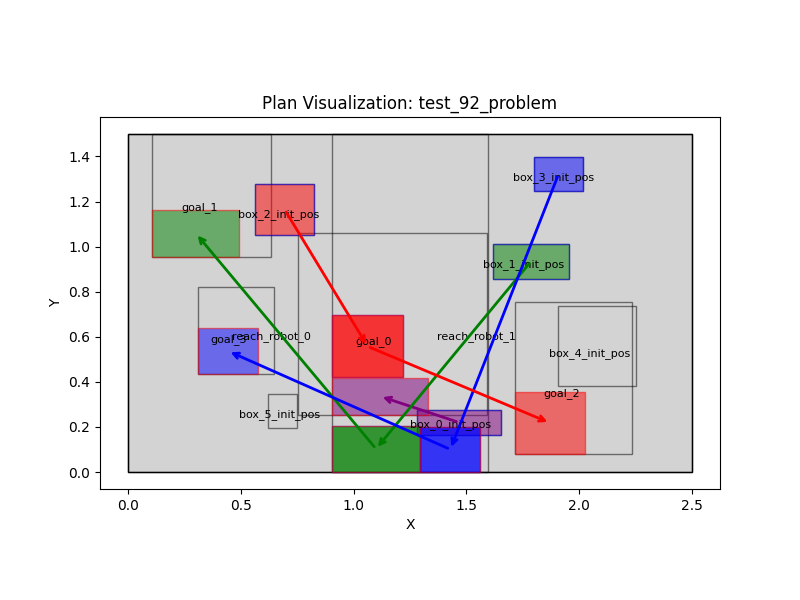 Plan Visualization: test_92_problem
box_3_init_pos
goal_1
box_2_init_pos
box_1_init_pos
goal_3
reach_robot_0
goal_0
reach_robot_1
box_4_init_pos
goal_2
box_5_init_pos
box_0_init_pos
Y
1.4
1.2
1.0
0.8
0.6
0.4
0.2
0.0
0.0 0.5 1.0 1.5 2.0 2.5
X